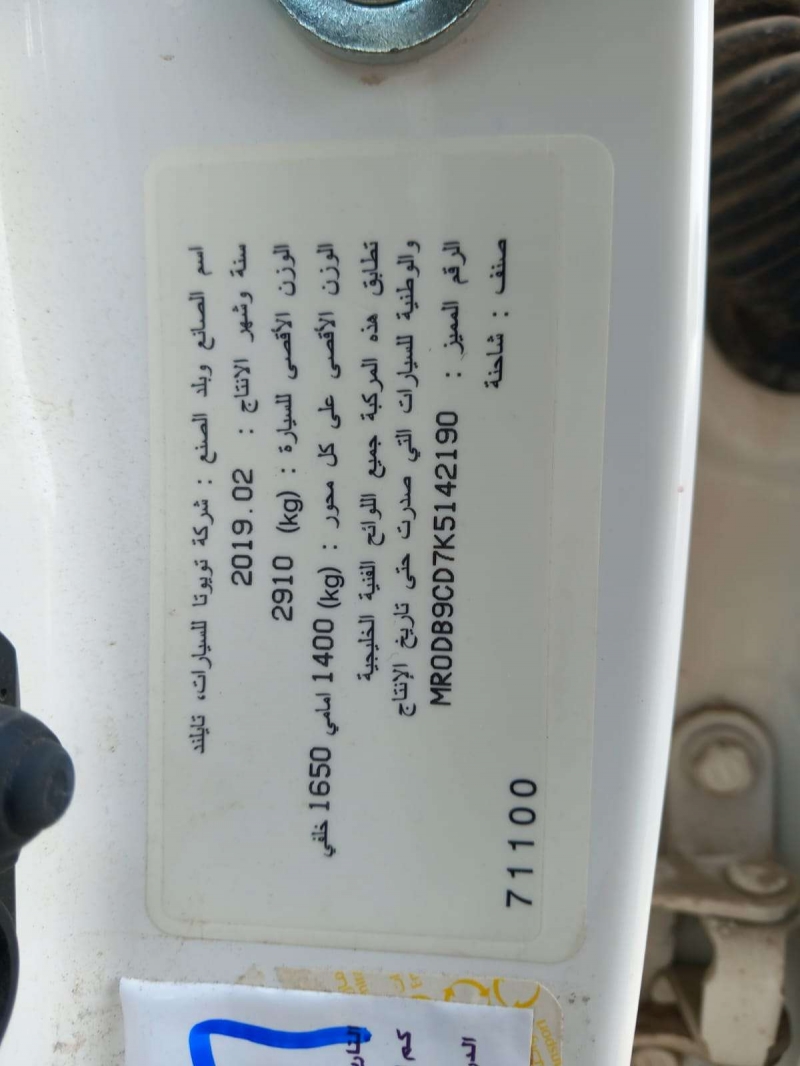 اسم الصانع وبلد الصنع : شركة تويوتا للسيارات، تايلند
سنة وشهر الانتاج : 2019.02
الوزن الأقصى للسيارة : (kg) 2910
الوزن الأقصى على كل محور : (kg) 1400 امامي 1650 خلفي
تطابق هذه المركبة جميع اللوائح الفنية الخليجية
والوطنية للسيارات التي صدرت حتى تاريخ الإنتاج
الرقم المميز : MR0DB9CD7K5142190
صنف : شاحنة
71100